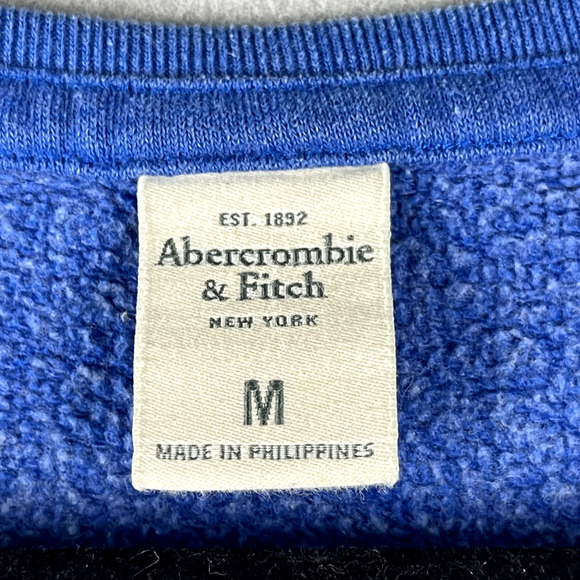 EST. 1892
Abercrombie
& Fitch
NEW YORK
M
MADE IN PHILIPPINES